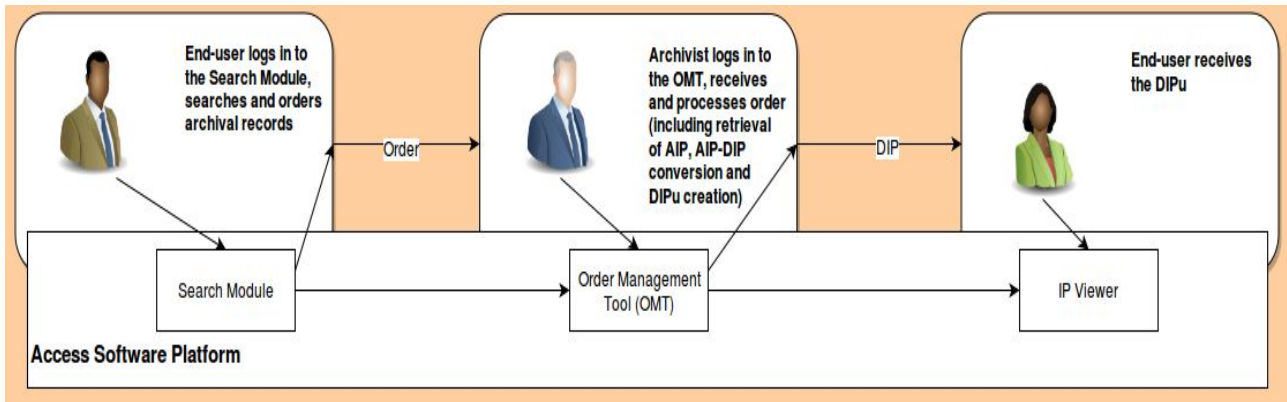 End-user logs in to
the Search Module,
searches and orders
archival records
Order
Archivist logs in to
the OMT, receives
and processes order
(including retrieval
of AIP, AIP-DIP
conversion and
DIPu creation)
DIP
End-user receives
the DIPu
Search Module
Order Management
Tool (OMT)
IP Viewer
Access Software Platform